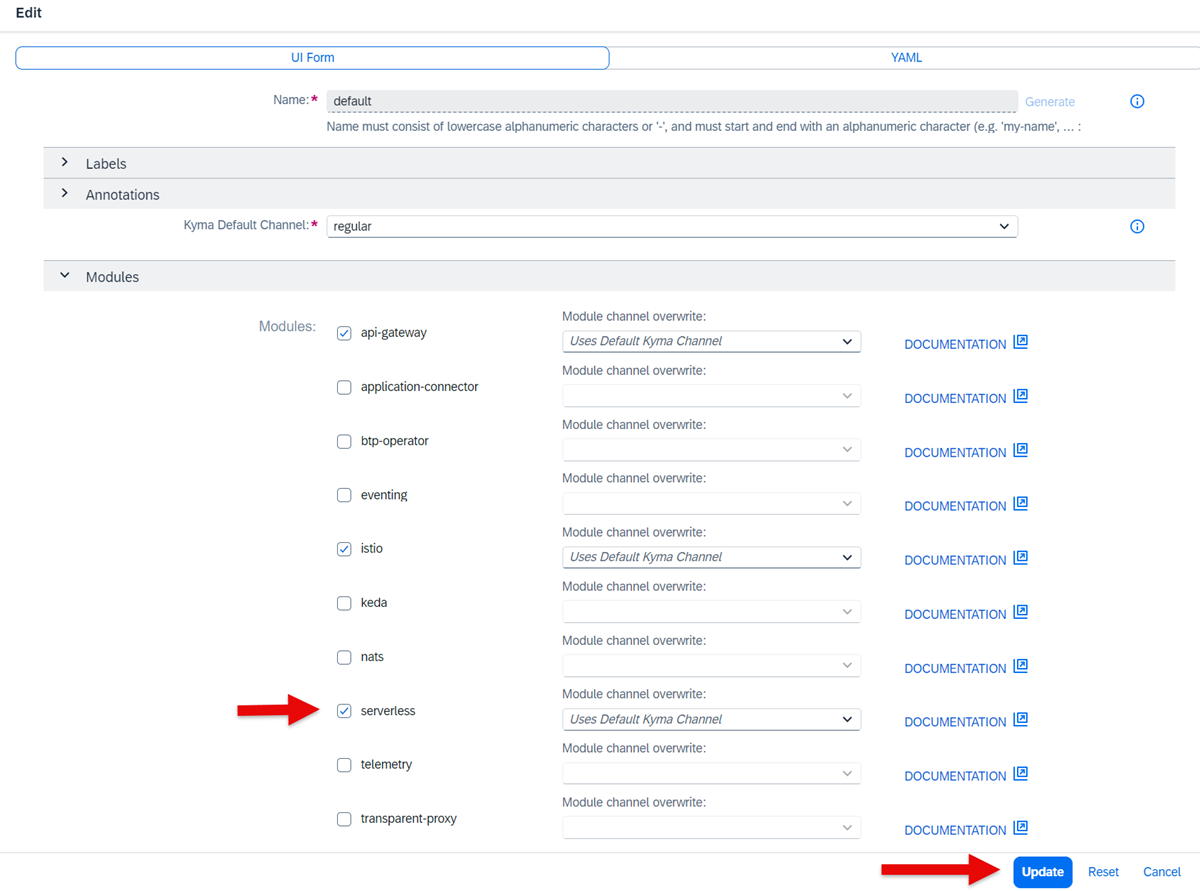 Edit
UI Form YAML
Name:* default Generate
Name must consist of lowercase alphanumeric characters or '-', and must start and end with an alphanumeric character (e.g. 'my-name', ... :
Labels
Annotations
Kyma Default Channel:* regular
Modules
Modules:
Module channel overwrite:
api-gateway Uses Default Kyma Channel DOCUMENTATION
Module channel overwrite:
application-connector DOCUMENTATION
Module channel overwrite:
btp-operator DOCUMENTATION
Module channel overwrite:
eventing DOCUMENTATION
Module channel overwrite:
istio Uses Default Kyma Channel DOCUMENTATION
Module channel overwrite:
keda DOCUMENTATION
Module channel overwrite:
nats DOCUMENTATION
Module channel overwrite:
serverless Uses Default Kyma Channel DOCUMENTATION
Module channel overwrite:
telemetry DOCUMENTATION
Module channel overwrite:
transparent-proxy DOCUMENTATION
Update Reset Cancel